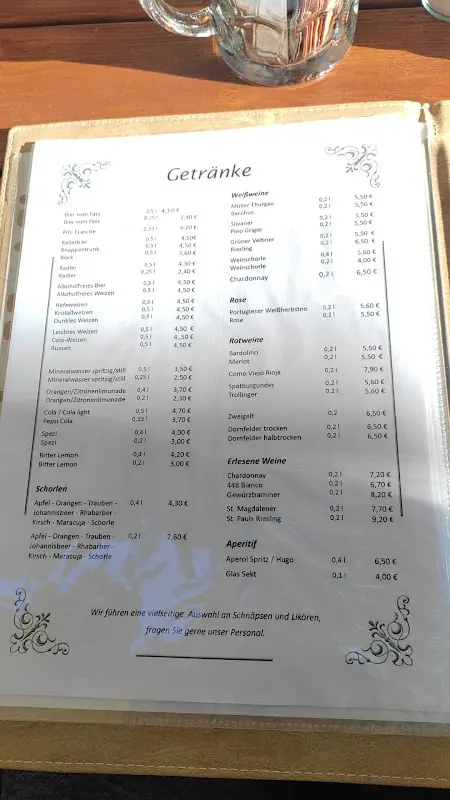 Getränke
Bier vom Fass 0,5 l 4,30 €
Bier vom Fass 0,25 l 2,40 €
Pils 1 Lasche 0,33 l 4,20 €
Kellerbier 0,5 l 4,50€
Knappentrunk 0,5 l 4,50 €
Bock 0,5 l 5,60 €
Radler 0,5 l 4,30 €
Radler 0,25 l 2,40 €
Alkoholfreies Bier 0,5 l 4,50 €
Alkoholfreies Weizen 0,5 l 4,50 €
Hefeweizen 0,5 l 4,50 €
Kristallweizen 0,5 l 4,50 €
Dunkles Weizen 0,5 l 4,50 €
Leichtes Weizen 0,5 l 4,50 €
Cola-Weizen 0,5 l 4,50 €
Russen 0,5 l 4,50 €
Mineralwasser spritzig/still 0,5 l 3,50 €
Mineralwasser spritzig/still 0,25 l 2,50 €
Orangen/Zitronenlimonade 0,4 l 3,70 €
Orangen/Zitronenlimonade 0,2 l 2,30 €
Cola / Cola light 0,5 l 4,70 €
Pepsi Cola 0,33 l 3,70 €
Spezi 0,4 l 4,00 €
Spezi 0,2 l 3,00 €
Bitter Lemon 0,4 l 4,20 €
Bitter Lemon 0,2 l 3,00 €
Schorlen
Apfel - Orangen - Trauben - 0,4 l 4,30 €
Johannisbeer - Rhabarber -
Kirsch - Maracuja - Schorle
Apfel - Orangen - Trauben - 0,2 l 2,60 €
Johannisbeer - Rhabarber -
Kirsch - Maracuja - Schorle
Weißweine
Müller Thurgau 0,2 l 5,50 €
Bacchus 0,2 l 5,50 €
Silvaner 0,2 l 5,50 €
Pino Grigio 0,2 l 5,50 €
Grüner Veltiner 0,2 l 5,50 €
Riesling 0,2 l 6,50 €
Weinschorle 0,4 l 5,60 €
Weinschorle 0,2 l 4,00 €
Chardonnay 0,2 l 6,50 €
Rose
Portugieser Weißherbstno 0,2 l 5,60 €
Rose 0,2 l 5,50 €
Rotweine
Bardolino 0,2 l 5,50 €
Merlot 0,2 l 5,50 €
Como Viejo Rioja 0,2 l 7,90 €
Spätburgunder 0,2 l 5,60 €
Trollinger 0,2 l 5,60 €
Zweigelt 0,2 6,50 €
Dornfelder trocken 0,2 l 6,50 €
Dornfelder halbtrocken 0,2 l 6,50 €
Erlesene Weine
Chardonnay 0,2 l 7,20 €
448 Bianco 0,2 l 6,70 €
Gewürztraminer 0,2 l 8,20 €
St. Magdalener 0,2 l 7,70 €
St. Pauls Riesling 0,2 l 9,20 €
Aperitif
Aperol Spritz / Hugo 0,4 l 6,50 €
Glas Sekt 0,1 l 4,00 €
Wir führen eine vielseitige Auswahl an Schnäpsen und Likören,
fragen Sie gerne unser Personal.